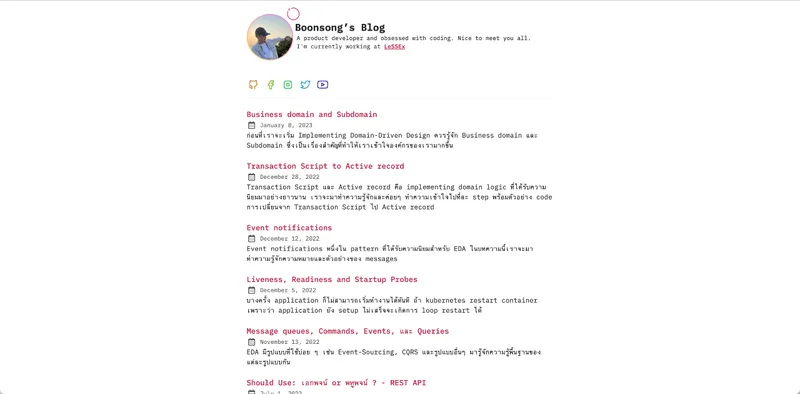 Boonsong's Blog
A product developer and obsessed with coding. Nice to meet you all.
I'm currently working at LeSSEx
Business domain and Subdomain
January 8, 2023
ก่อนที่เราจะเริ่ม Implementing Domain-Driven Design ควรรู้จัก Business domain และ
Subdomain ซึ่งเป็นเรื่องสำคัญที่ทำให้เราเข้าใจองค์กรของเรามากขึ้น
Transaction Script to Active record
December 28, 2022
Transaction Script และ Active record คือ implementing domain logic ที่ได้รับความ
นิยมมาอย่างยาวนาน เราจะมาทำความรู้จักและค่อยๆ ทำความเข้าใจไปทีละ step พร้อมตัวอย่าง code
การเปลี่ยนจาก Transaction Script ไป Active record
Event notifications
December 12, 2022
Event notifications หนึ่งใน pattern ที่ได้รับความนิยมสำหรับ EDA ในบทความนี้เราจะมา
ทำความรู้จักความหมายและตัวอย่างของ messages
Liveness, Readiness and Startup Probes
December 5, 2022
บางครั้ง application ก็ไม่สามารถเริ่มทำงานได้ทันที ถ้า kubernetes restart container
เพราะว่า application ยัง setup ไม่เสร็จจะเกิดการ loop restart ได้
Message queues, Commands, Events, และ Queries
November 13, 2022
EDA มีรูปแบบที่ใช้บ่อย ๆ เช่น Event-Sourcing, CQRS และรูปแบบอื่นๆ มารู้จักความรู้พื้นฐานของ
แต่ละรูปแบบกัน
Should Use: เอกพจน์ or พหูพจน์ ? - REST API
July 1, 2022